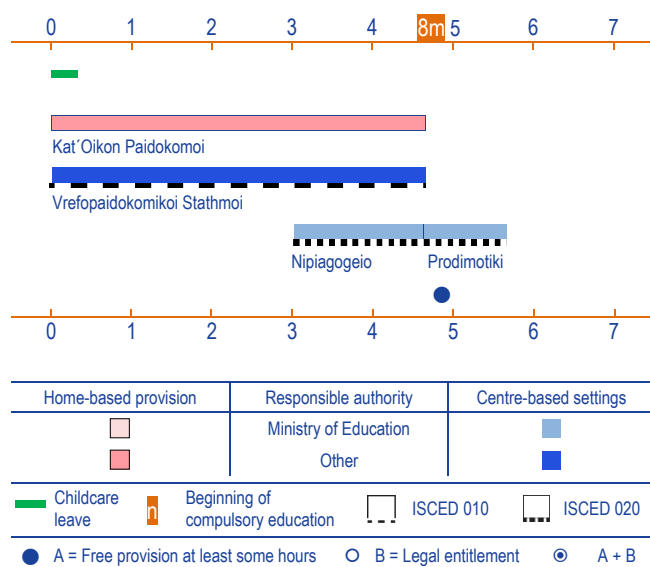 0 1 2 3 4 8m 5 6 7
Kat´Oikon Paidokomoi
Vrefopaidokomikoi Stathmoi
Nipiagogeio Prodimotiki
0 1 2 3 4 5 6 7
Home-based provision Responsible authority Centre-based settings
Ministry of Education
Other
Childcare leave
n Beginning of compulsory education
ISCED 010
ISCED 020
A = Free provision at least some hours B = Legal entitlement A + B